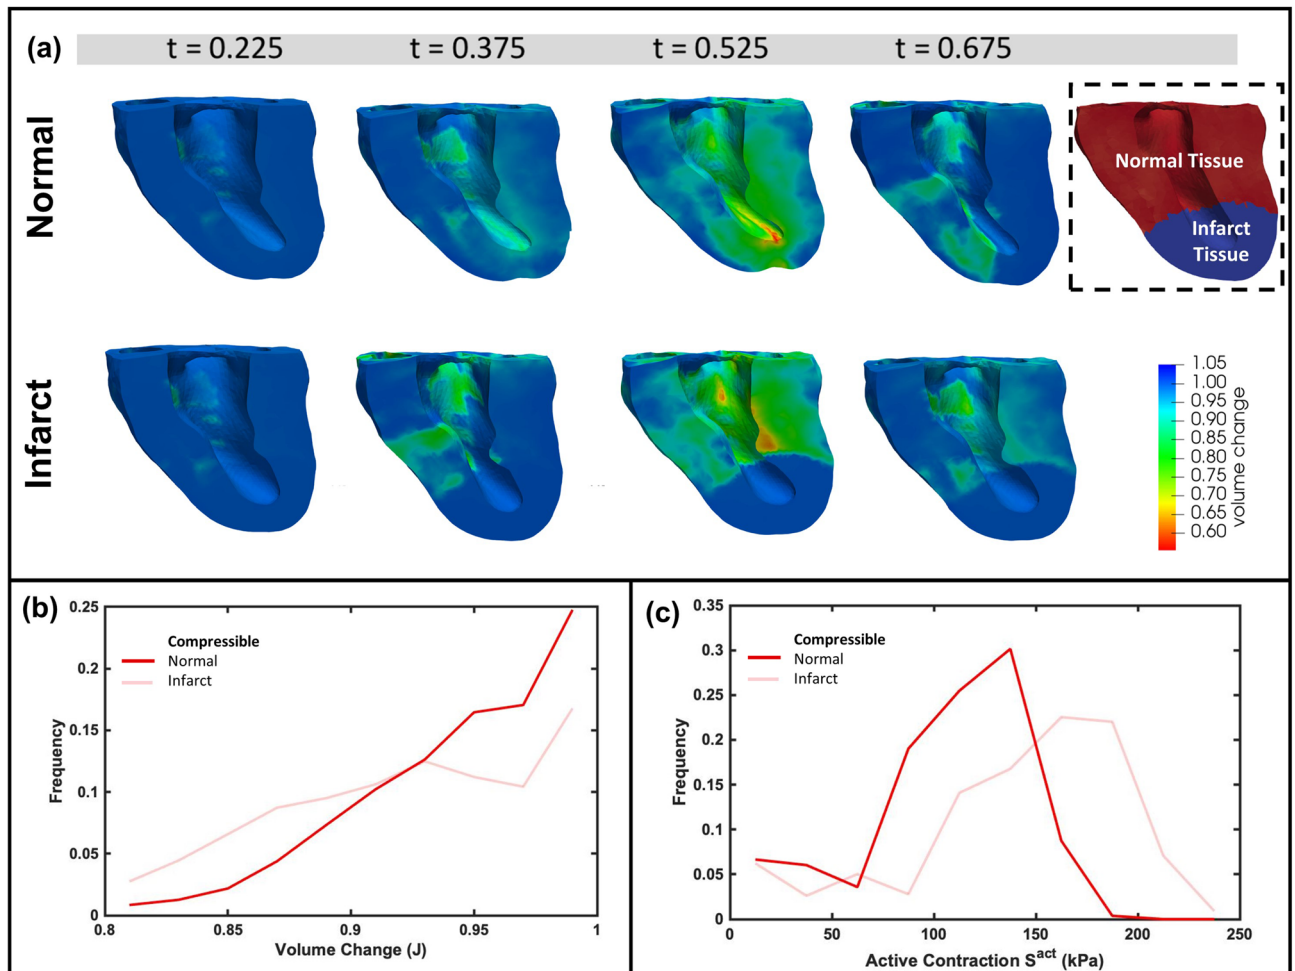 (a)
t = 0.225 t = 0.375 t = 0.525 t = 0.675
Normal
Normal Tissue
Infarct
Tissue
Infarct
1.05
1.00
0.95
0.90
0.85
0.80
0.75
0.70
0.65
0.60
volume change
(b)
0.25
0.2
0.15
0.1
0.05
0
Frequency
Compressible
Normal
Infarct
0.8 0.85 0.9 0.95 1
Volume Change (J)
(c)
0.35
0.3
0.25
0.2
0.15
0.1
0.05
0
Frequency
Compressible
Normal
Infarct
0 50 100 150 200 250
Active Contraction S^act (kPa)